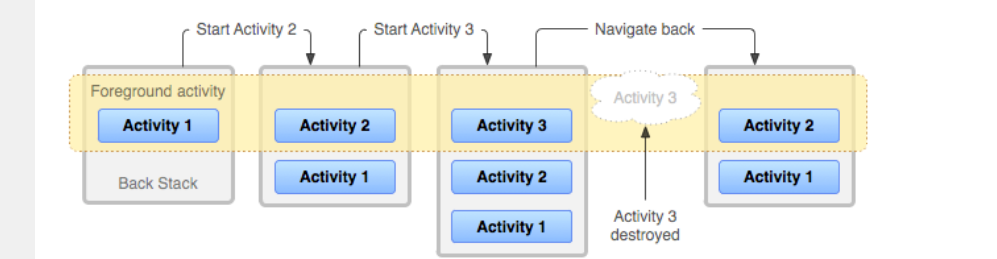 Start Activity 2
Start Activity 3
Navigate back
Foreground activity
Activity 1
Back Stack
Activity 2
Activity 1
Activity 3
Activity 2
Activity 1
Activity 3
Activity 3
destroyed
Activity 2
Activity 1